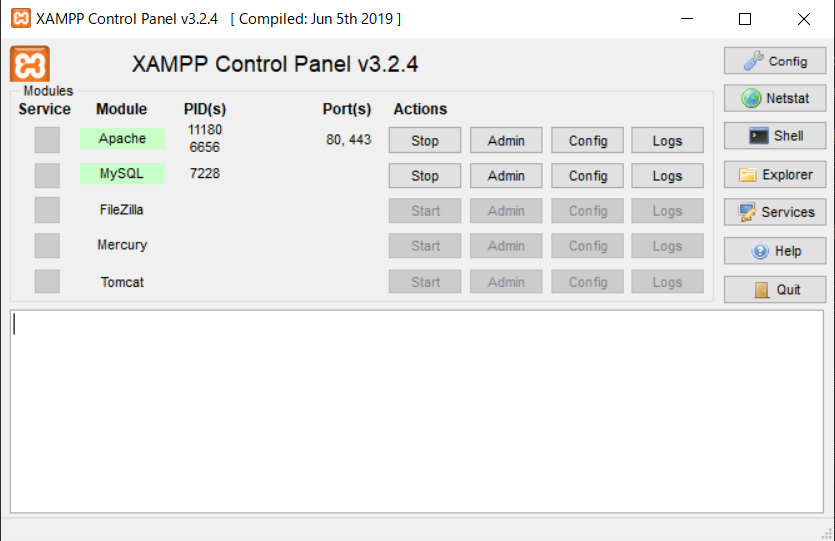 XAMPP Control Panel v3.2.4 [ Compiled: Jun 5th 2019 ]
XAMPP Control Panel v3.2.4
Config
Modules
Service Module PID(s) Port(s) Actions
Netstat
Apache 11180 6656 80, 443 Stop Admin Config Logs
Shell
MySQL 7228 Stop Admin Config Logs
Explorer
FileZilla Start Admin Config Logs
Services
Mercury Start Admin Config Logs
Help
Tomcat Start Admin Config Logs
Quit